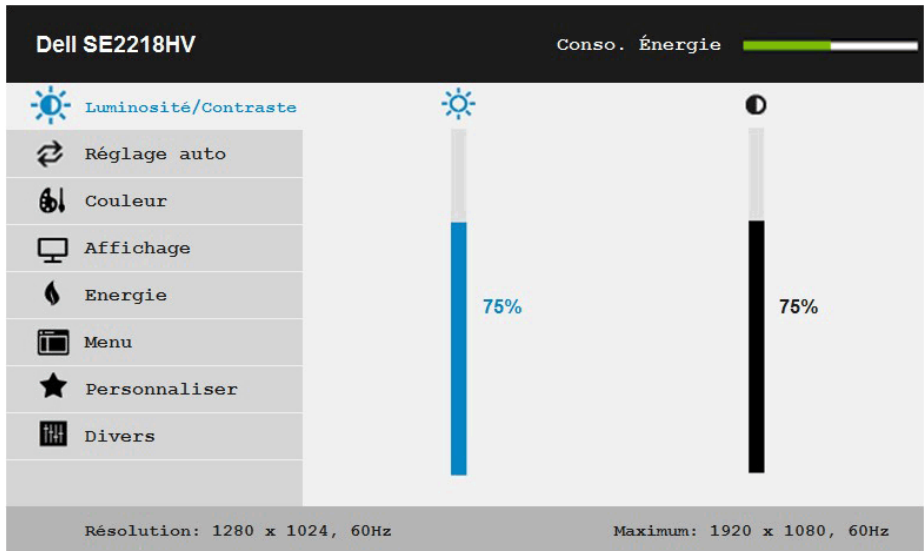 Dell SE2218HV
Conso. Énergie
Luminosité/Contraste
Réglage auto
Couleur
Affichage
Energie
75%
75%
Menu
Personnaliser
Divers
Résolution: 1280 x 1024, 60Hz
Maximum: 1920 x 1080, 60Hz